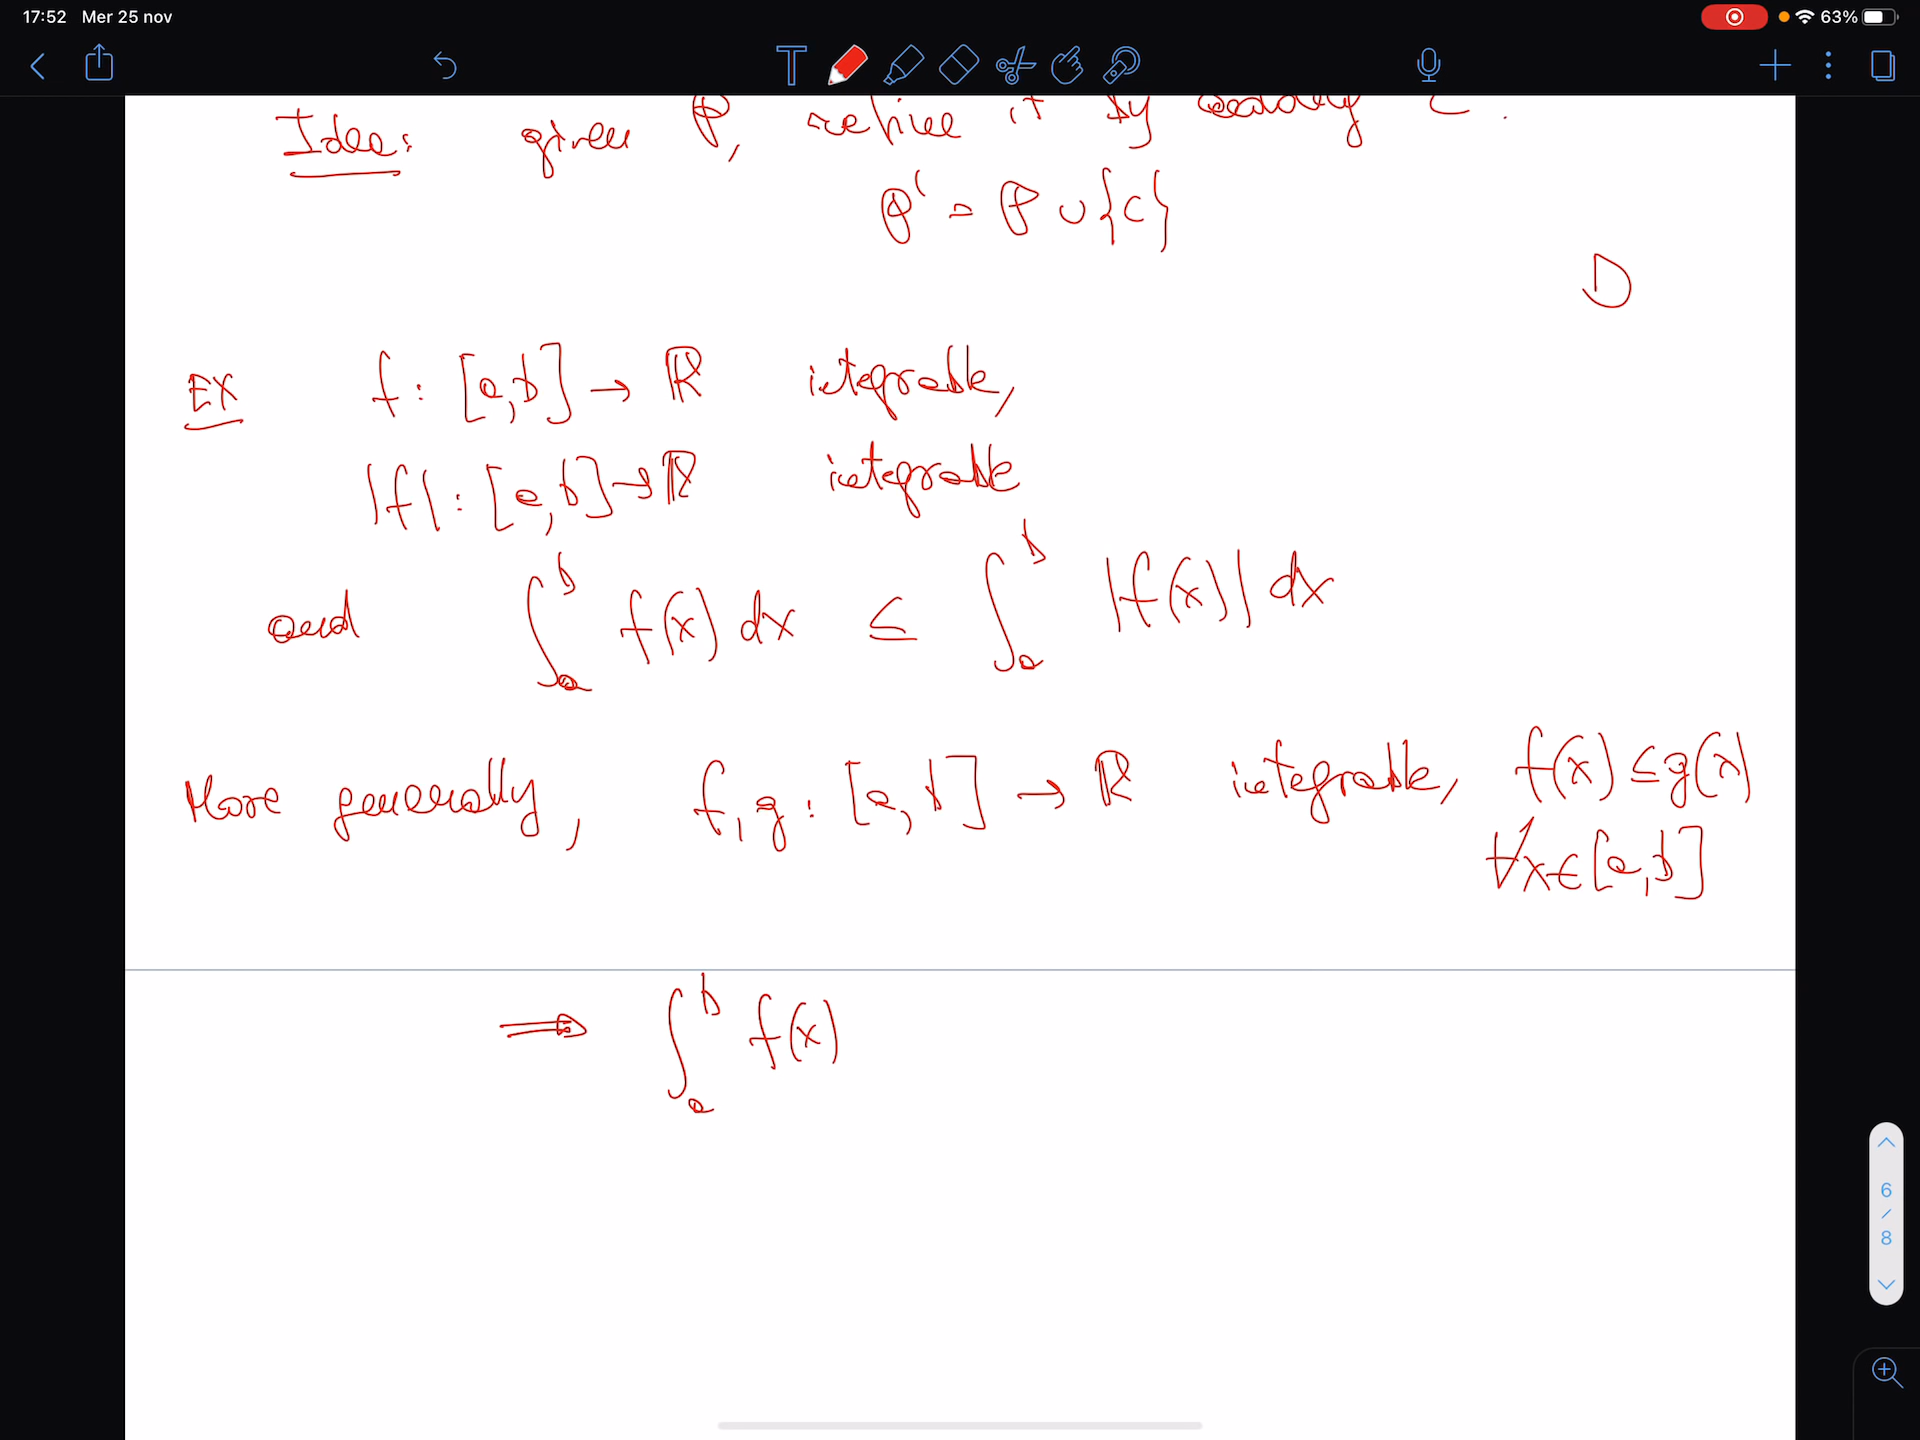 17:52 Mer 25 nov 63%
Idea: given P, refine it by adding C.
P' = P ∪ {C}
D
EX f: [a,b] → ℝ integrable,
|f|: [a,b] → ℝ integrable
and ∫_a^b f(x) dx ≤ ∫_a^b |f(x)| dx
More generally, f,g: [a,b] → ℝ integrable, f(x) ≤ g(x)
∀x∈[a,b]
⟹ ∫_a^b f(x)
6
/
8